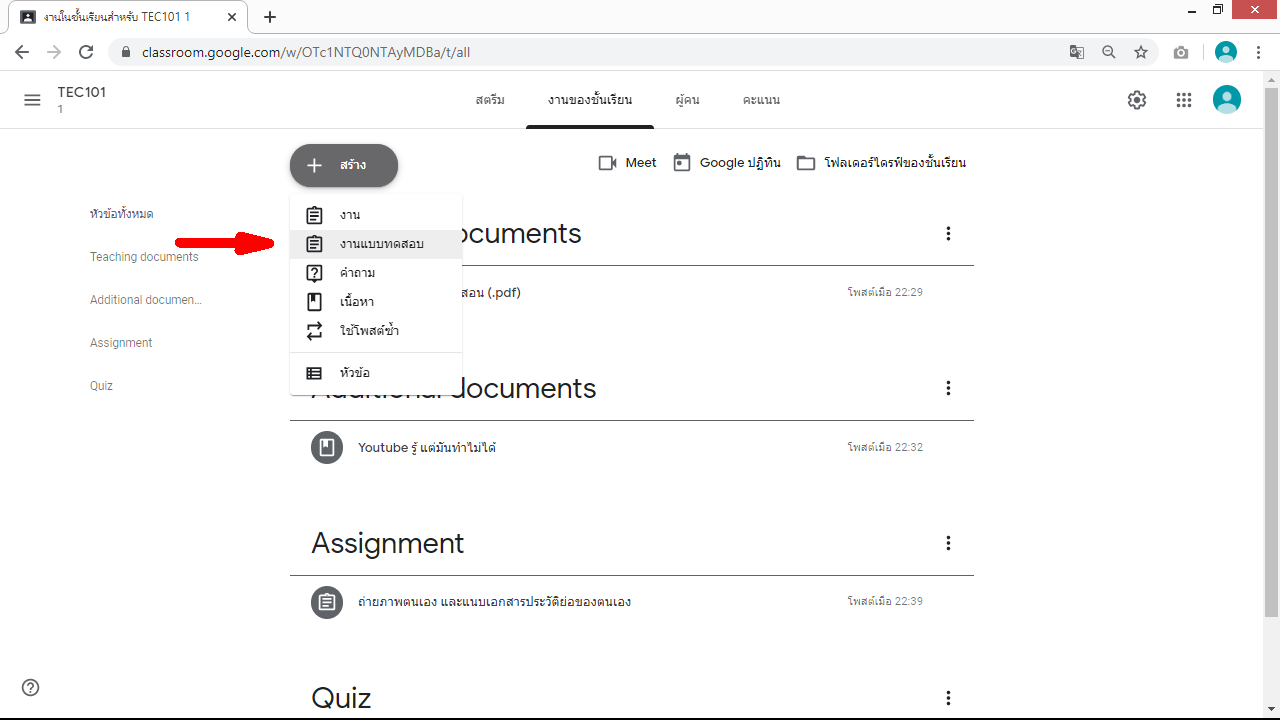 งานในชั้นเรียนสำหรับ TEC101 1
classroom.google.com/w/OTc1NTQ0NTAyMDBa/t/all
TEC101
1
สตรีม
งานของชั้นเรียน
ผู้คน
คะแนน
สร้าง
Meet
Google ปฏิทิน
โฟลเดอร์ไดรฟ์ของชั้นเรียน
หัวข้อทั้งหมด
Teaching documents
Additional documen...
Assignment
Quiz
งาน
งานแบบทดสอบ
คำถาม
เนื้อหา
ใช้โพสต์ซ้ำ
หัวข้อ
ocuments
สอน (.pdf)
โพสต์เมื่อ 22:29
Additional documents
Youtube รู้ แต่มันทำไม่ได้
โพสต์เมื่อ 22:32
Assignment
ถ่ายภาพตนเอง และแนบเอกสารประวัติย่อของตนเอง
โพสต์เมื่อ 22:39
Quiz